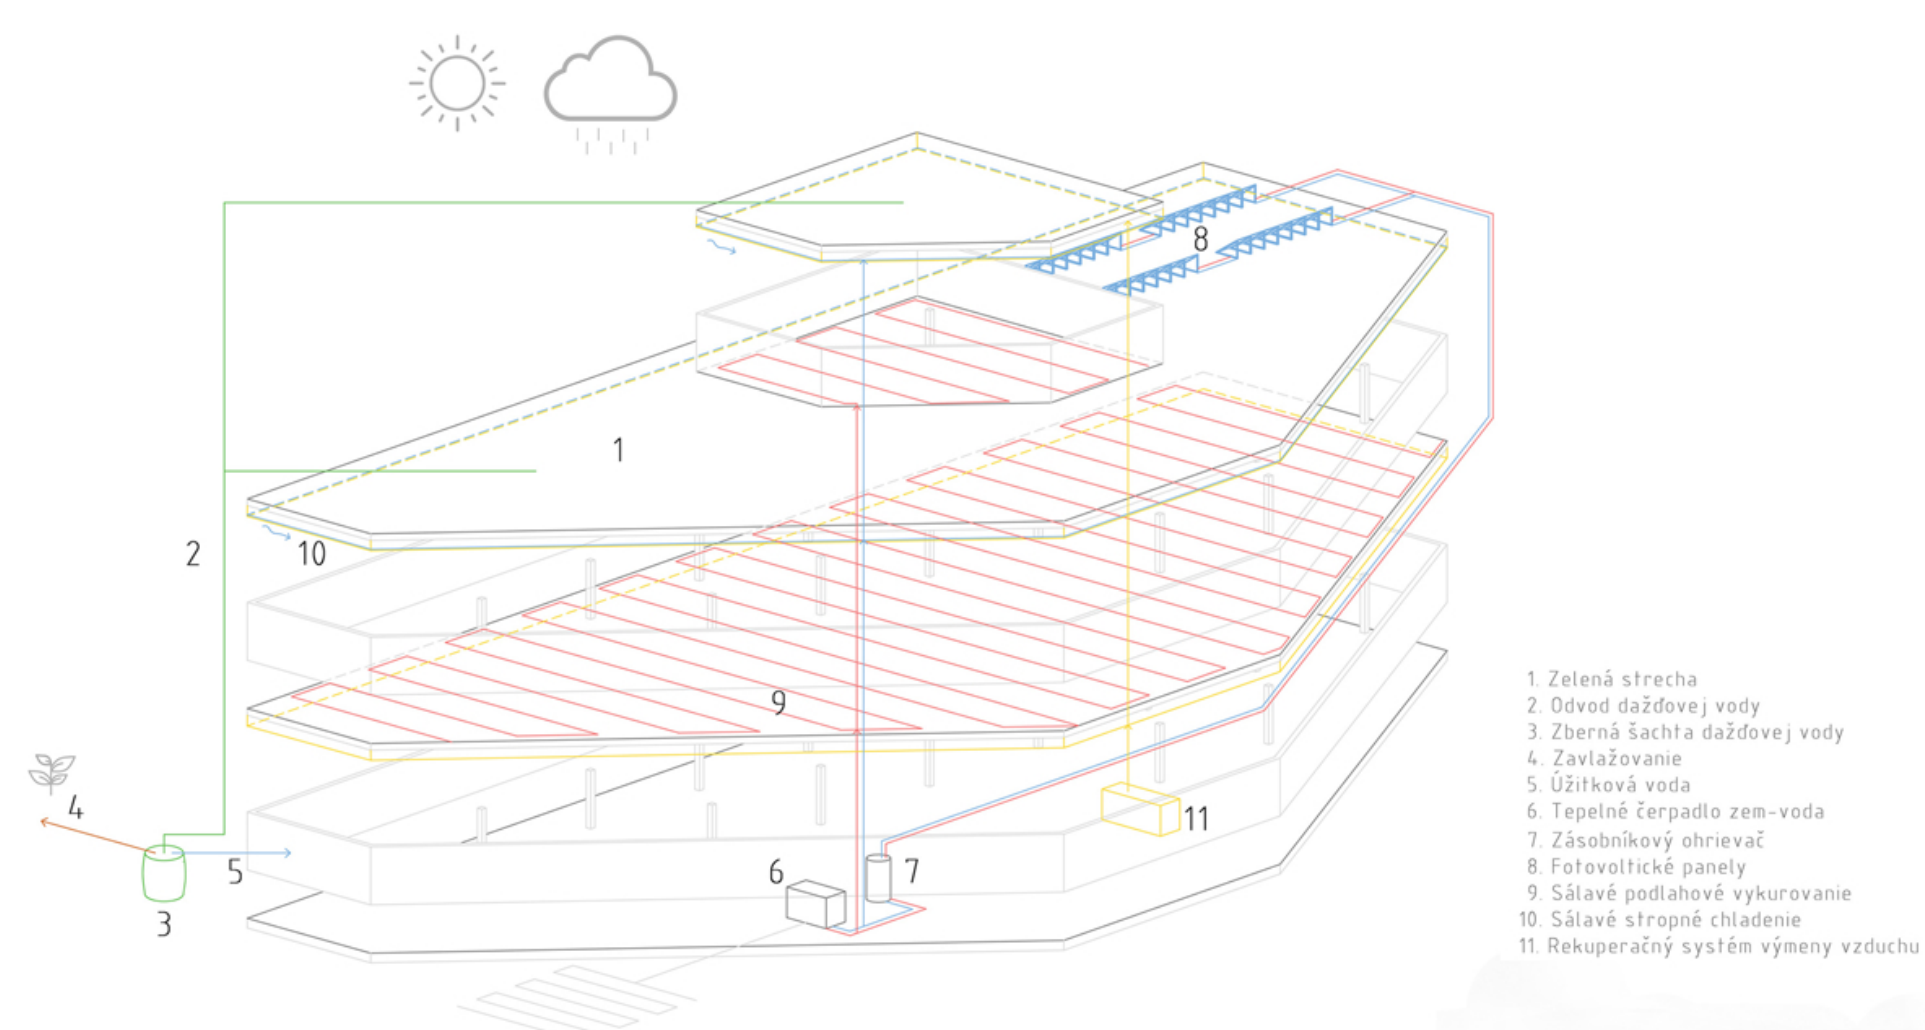 8
1
2
10
9
4
5
3
6
7
11
1. Zelená strecha
2. Odvod dažďovej vody
3. Zberná šachta dažďovej vody
4. Zavlažovanie
5. Úžitková voda
6. Tepelné čerpadlo zem-voda
7. Zásobníkový ohrievač
8. Fotovoltické panely
9. Sálavé podlahové vykurovanie
10. Sálavé stropné chladenie
11. Rekuperačný systém výmeny vzduchu